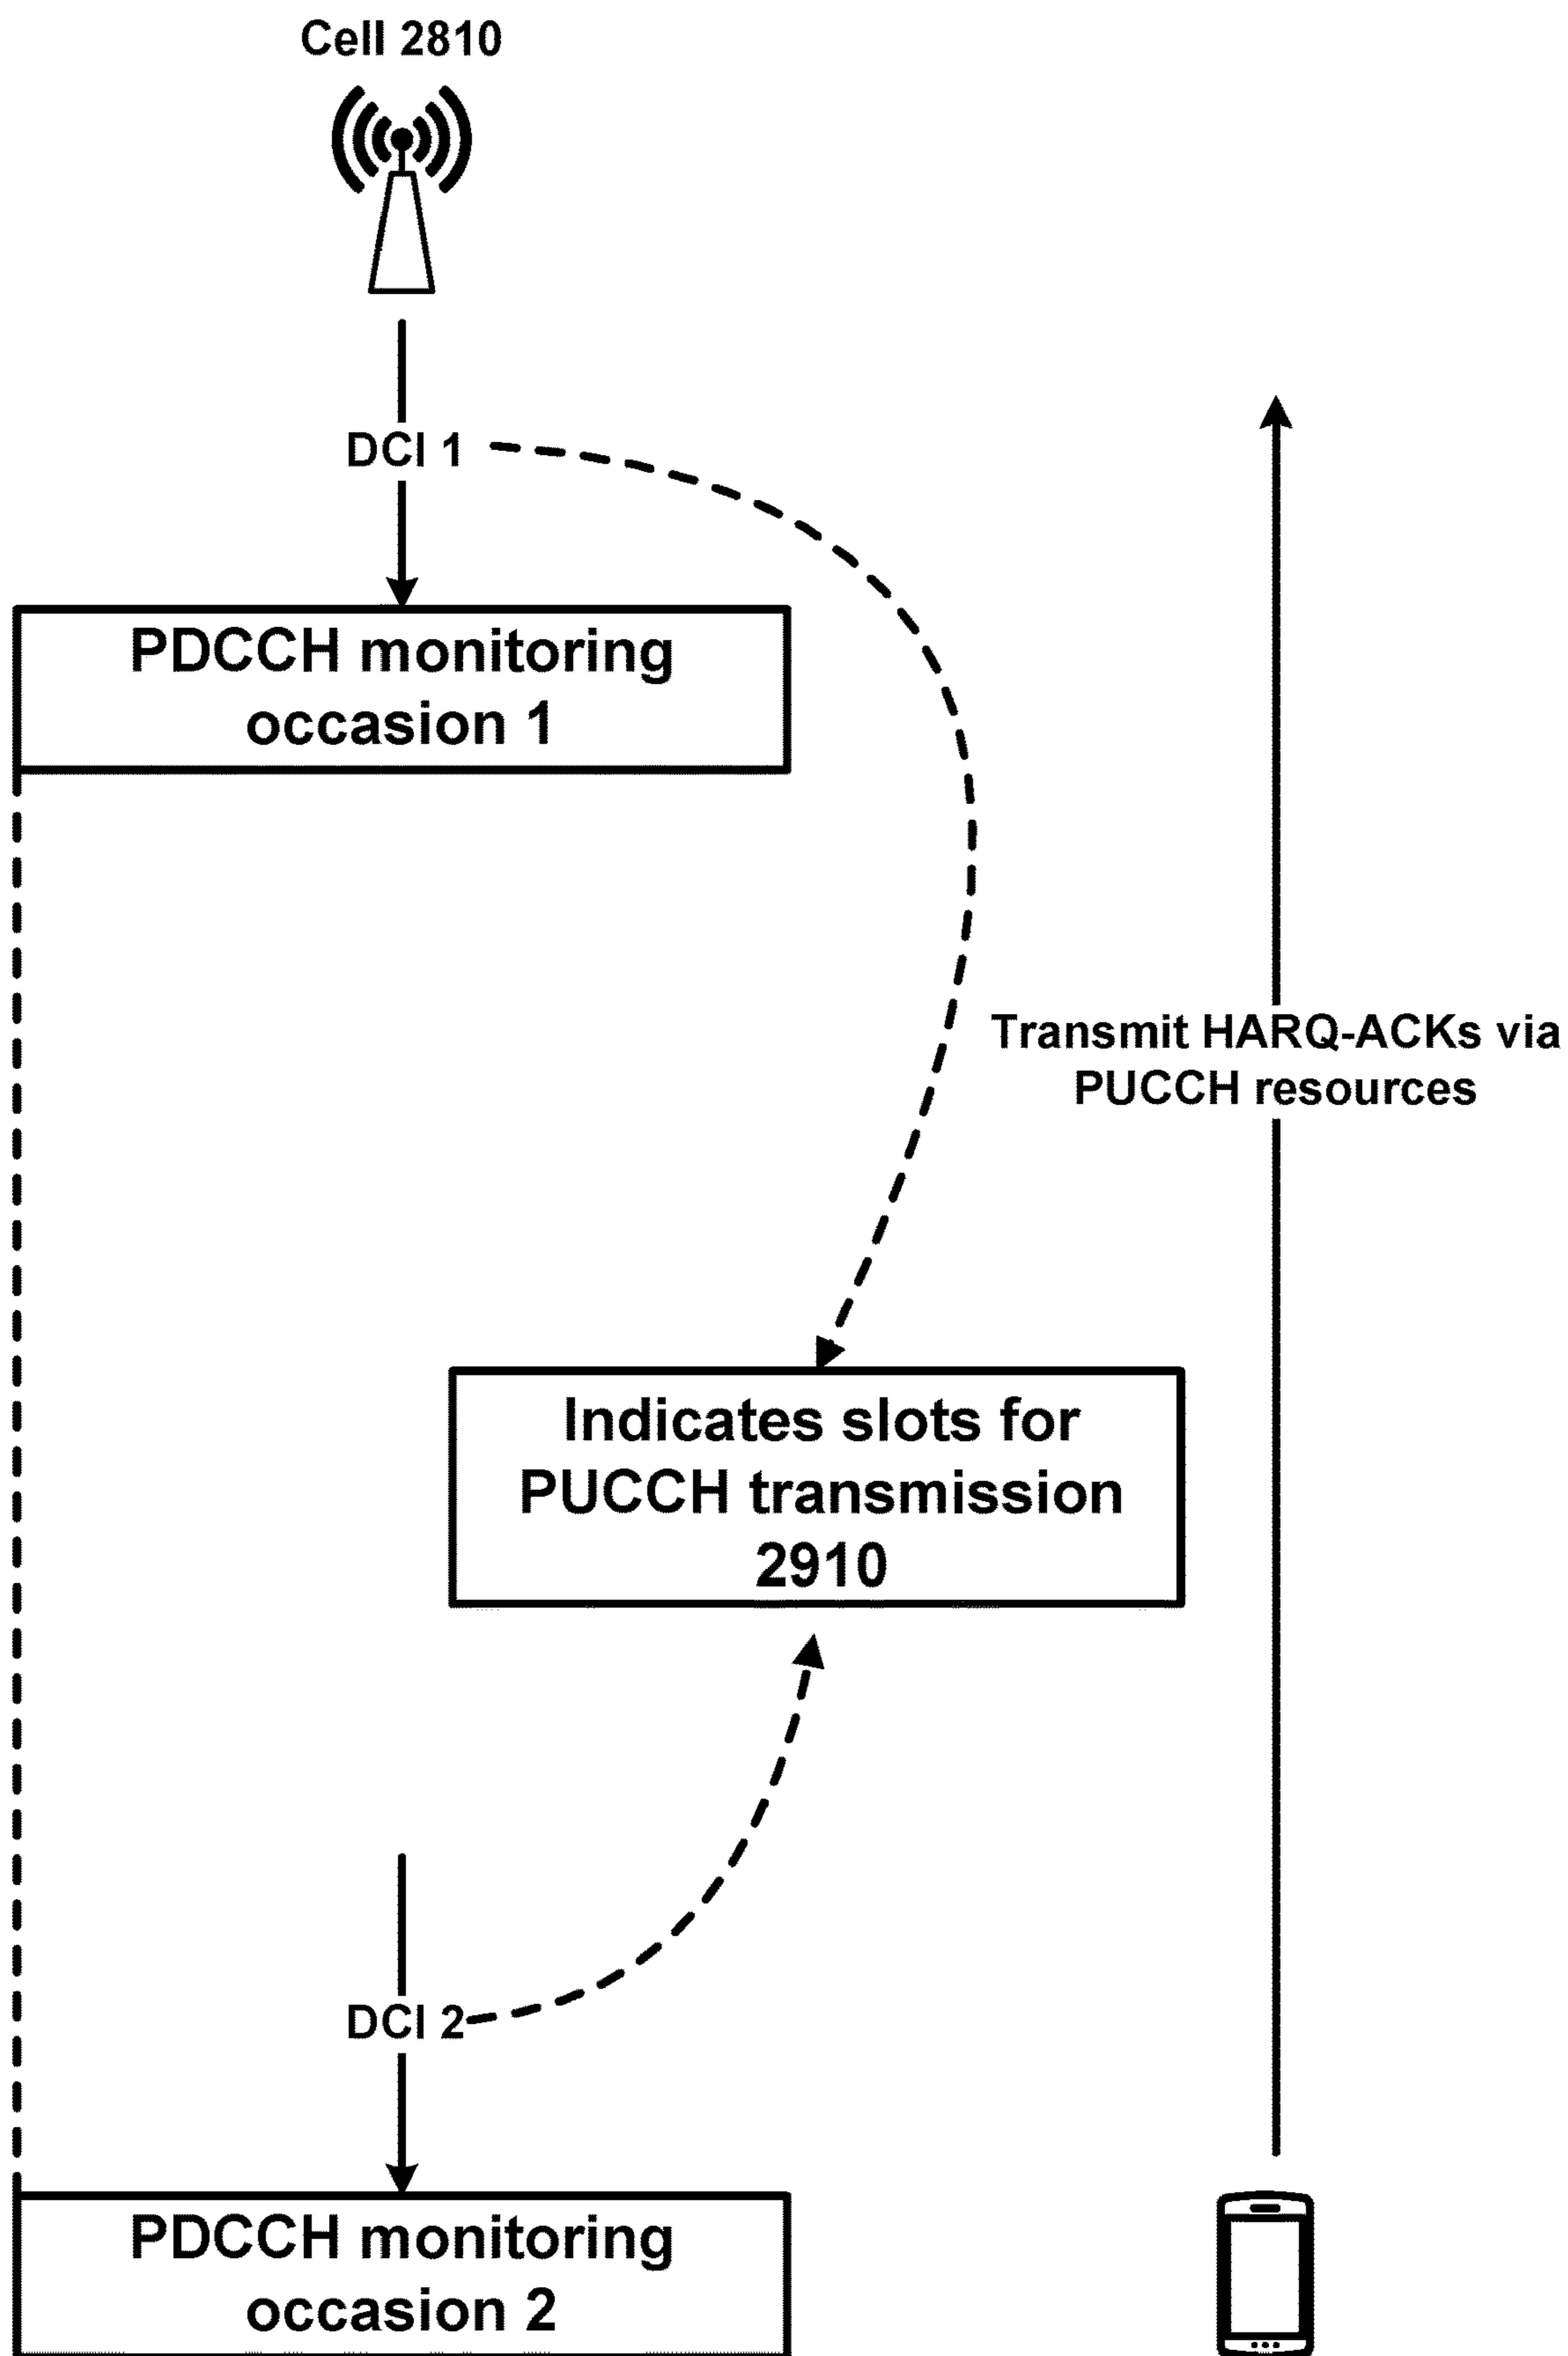 Cell 2810
DCI 1
PDCCH monitoring
occasion 1
Transmit HARQ-ACKs via
PUCCH resources
Indicates slots for
PUCCH transmission
2910
DCI 2
PDCCH monitoring
occasion 2